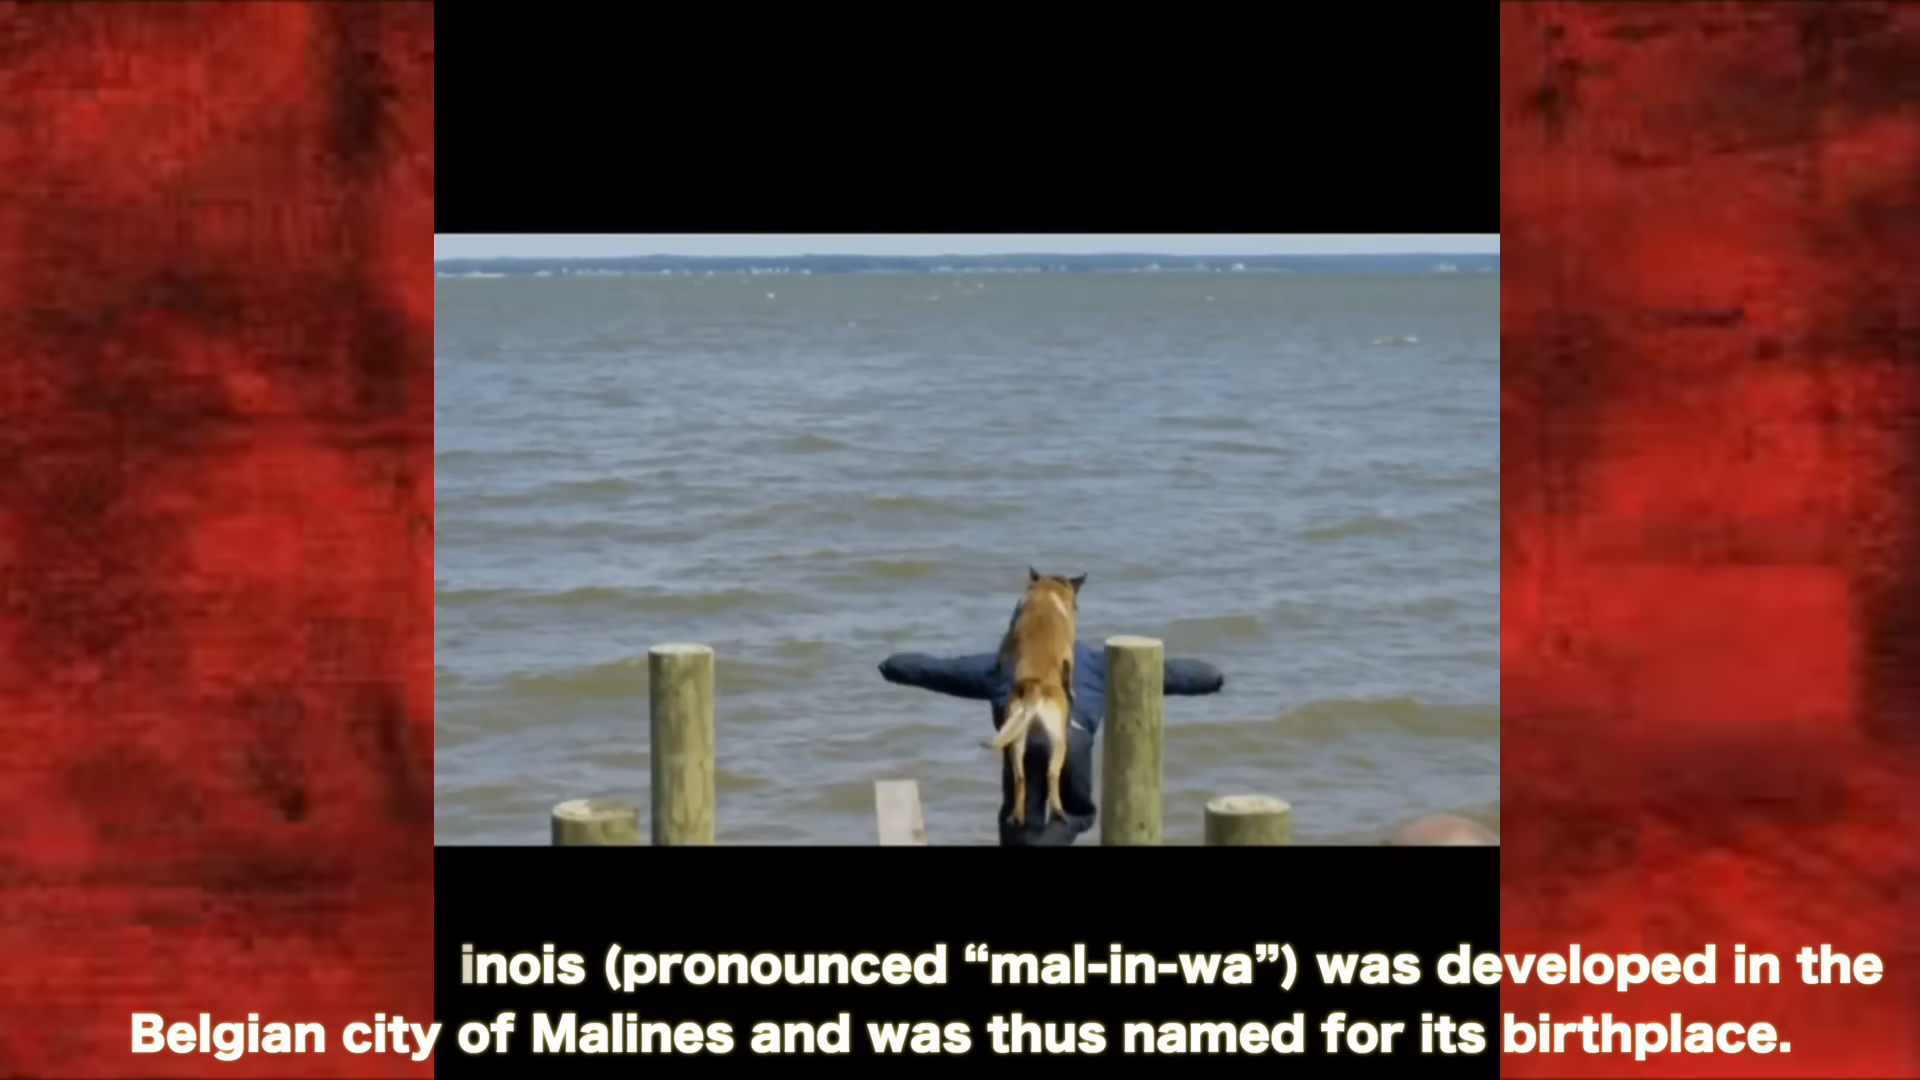 inois (pronounced “mal-in-wa”) was developed in the
Belgian city of Malines and was thus named for its birthplace.